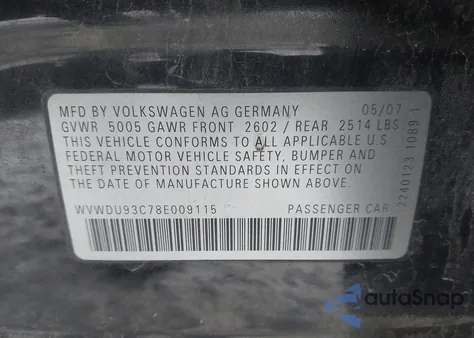 MFD BY VOLKSWAGEN AG GERMANY 05/07
GVWR 5005 GAWR FRONT 2602 / REAR 2514 LBS
THIS VEHICLE CONFORMS TO ALL APPLICABLE U.S
FEDERAL MOTOR VEHICLE SAFETY, BUMPER AND
THEFT PREVENTION STANDARDS IN EFFECT ON THE
DATE OF MANUFACTURE SHOWN ABOVE.
WVWDU93C78E009115 PASSENGER CAR
2240123 1089 1
autoSnap